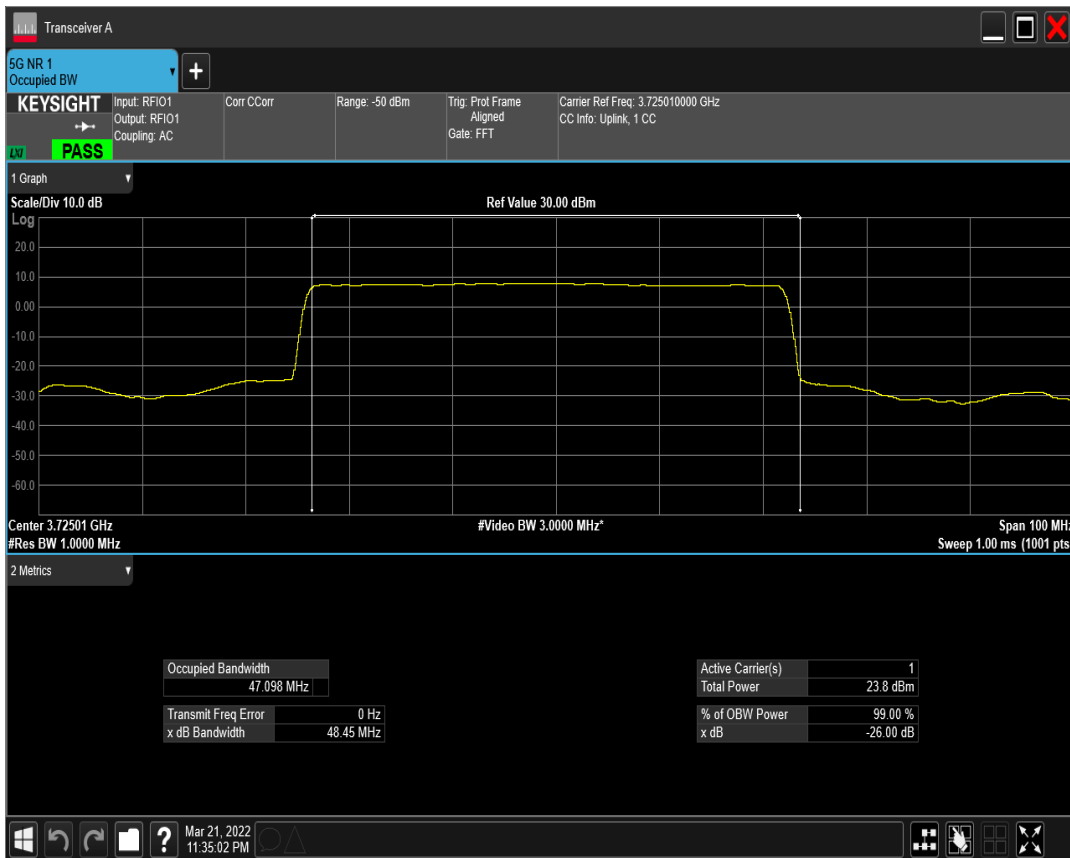 Transceiver A
5G NR 1
Occupied BW
KEYSIGHT
LXI
PASS
Input: RFIO1
Output: RFIO1
Coupling: AC
Corr CCorr
Range: -50 dBm
Trig: Prot Frame
Aligned
Gate: FFT
Carrier Ref Freq: 3.725010000 GHz
CC Info: Uplink, 1 CC
1 Graph
Scale/Div 10.0 dB
Ref Value 30.00 dBm
Log
20.0
10.0
0.00
-10.0
-20.0
-30.0
-40.0
-50.0
-60.0
Center 3.72501 GHz
#Video BW 3.0000 MHz*
Span 100 MHz
#Res BW 1.0000 MHz
Sweep 1.00 ms (1001 pts
2 Metrics
Occupied Bandwidth
47.098 MHz
Transmit Freq Error 0 Hz
x dB Bandwidth 48.45 MHz
Active Carrier(s) 1
Total Power 23.8 dBm
% of OBW Power 99.00 %
x dB -26.00 dB
?
Mar 21, 2022
11:35:02 PM